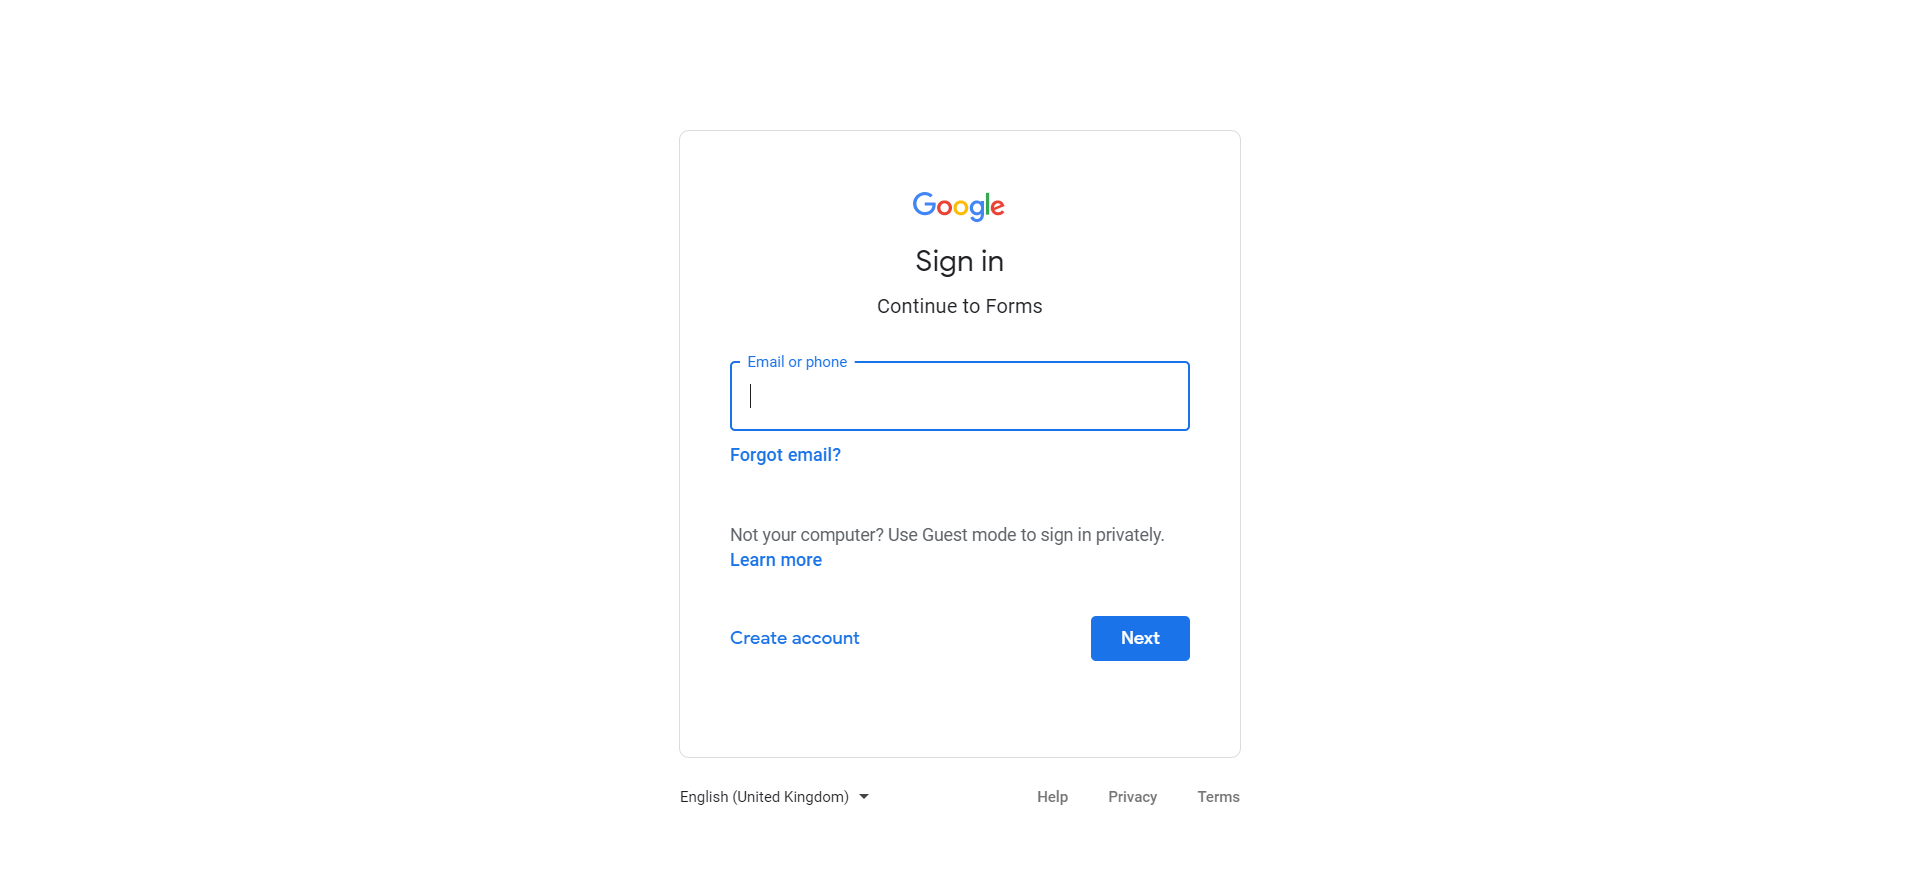 Google
Sign in
Continue to Forms
Email or phone
Forgot email?
Not your computer? Use Guest mode to sign in privately.
Learn more
Create account
Next
English (United Kingdom)
Help
Privacy
Terms